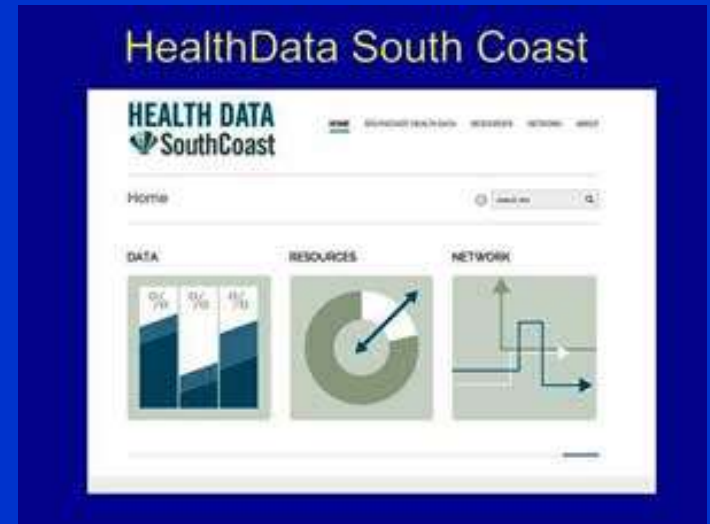 HealthData South Coast
HEALTH DATA
SouthCoast
HOME RESOURCES NETWORK ABOUT
Home
DATA RESOURCES NETWORK
% % %